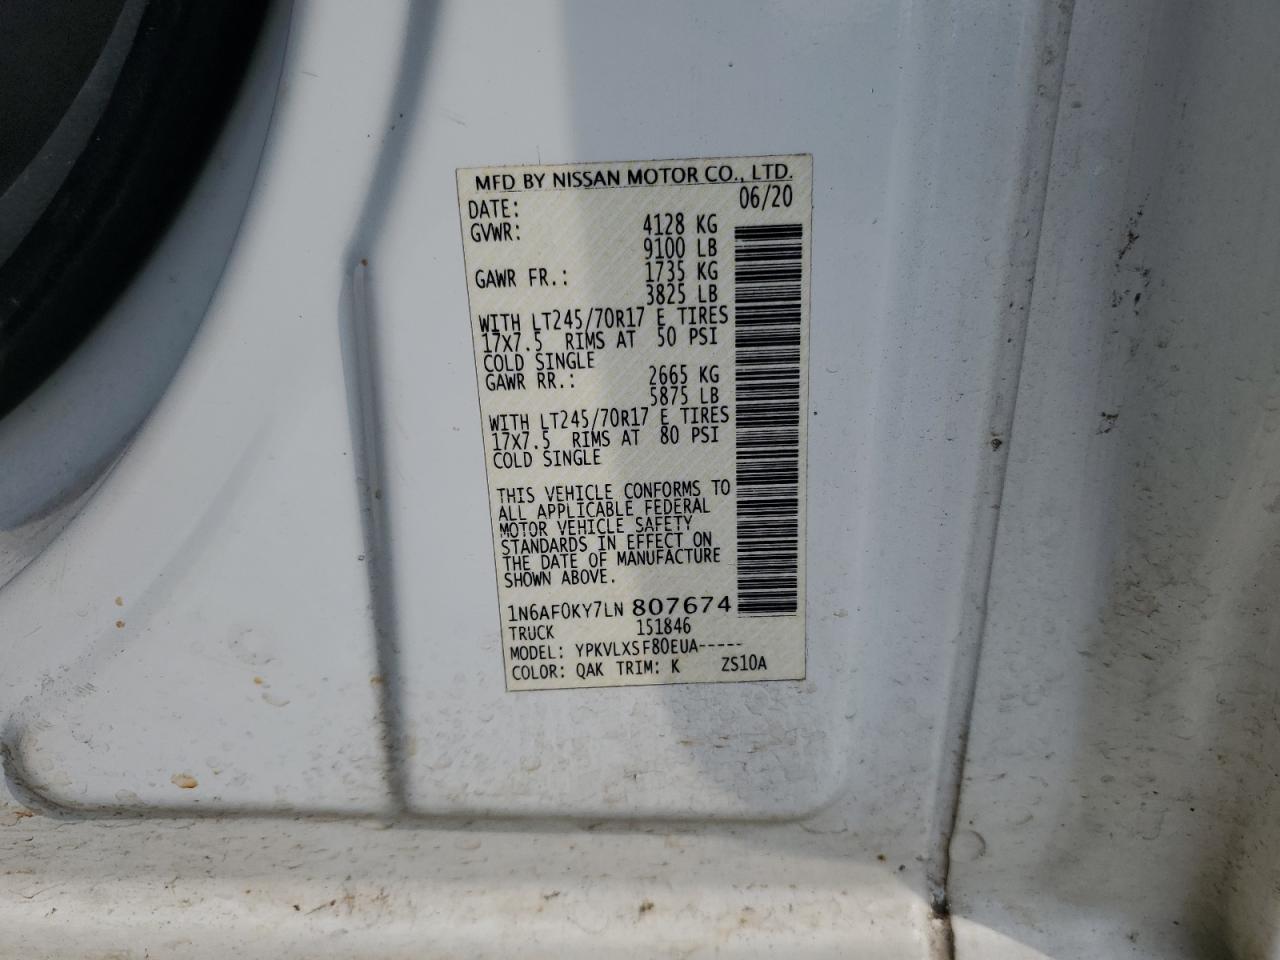 MFD BY NISSAN MOTOR CO., LTD.
DATE: 06/20
GVWR: 4128 KG
9100 LB
GAWR FR.: 1735 KG
3825 LB
WITH LT245/70R17 E TIRES
17X7.5 RIMS AT 50 PSI
COLD SINGLE
GAWR RR.: 2665 KG
5875 LB
WITH LT245/70R17 E TIRES
17X7.5 RIMS AT 80 PSI
COLD SINGLE
THIS VEHICLE CONFORMS TO
ALL APPLICABLE FEDERAL
MOTOR VEHICLE SAFETY
STANDARDS IN EFFECT ON
THE DATE OF MANUFACTURE
SHOWN ABOVE.
1N6AF0KY7LN 807674
TRUCK 151846
MODEL: YPKVLXSF80EUA-----
COLOR: QAK TRIM: K ZS10A